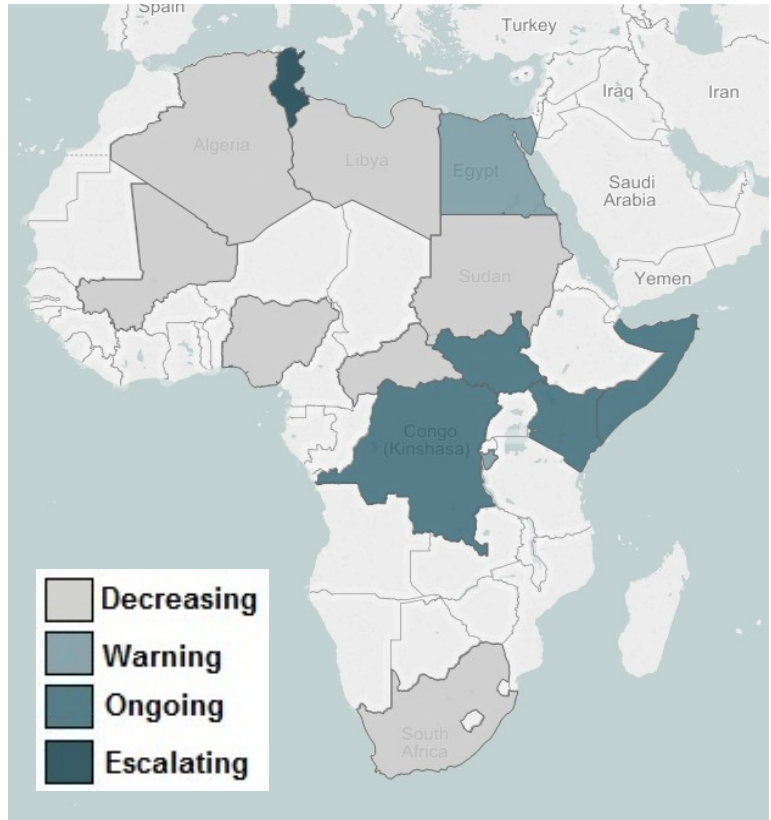 Spain
Turkey
Iraq
Iran
Algeria
Libya
Egypt
Saudi
Arabia
Sudan
Yemen
Congo
(Kinshasa)
South
Africa
Decreasing
Warning
Ongoing
Escalating